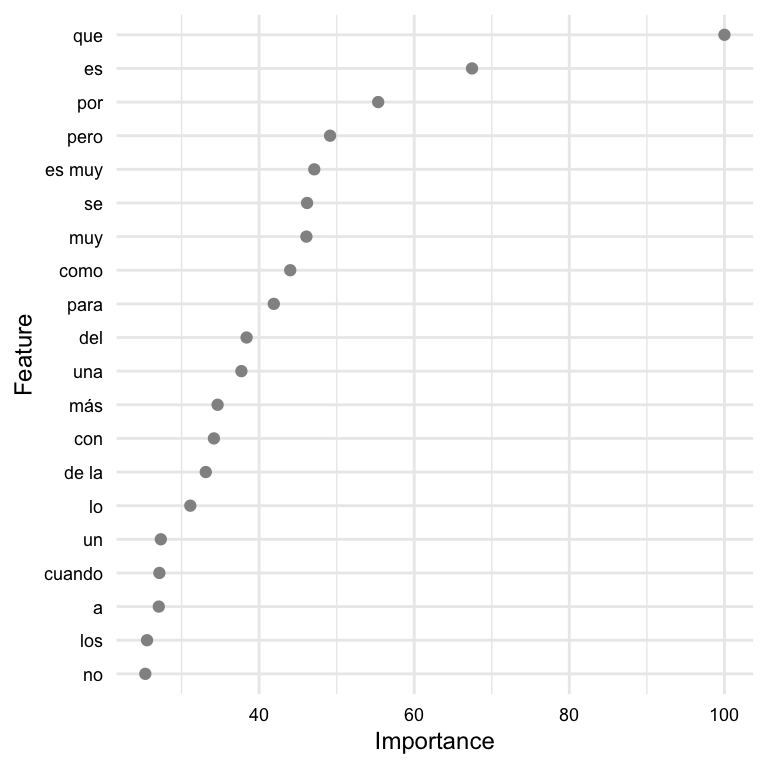 que
es
por
pero
es muy
se
muy
como
para
del
una
más
con
de la
lo
un
cuando
a
los
no
Feature
40 60 80 100
Importance